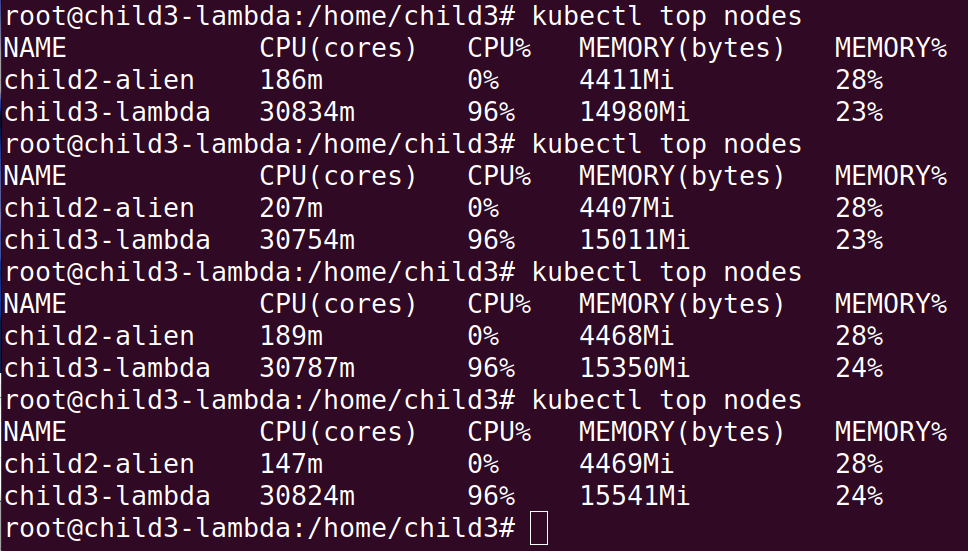 root@child3-lambda:/home/child3# kubectl top nodes
NAME            CPU(cores)   CPU%   MEMORY(bytes)   MEMORY%
child2-alien    186m         0%     4411Mi          28%
child3-lambda   30834m       96%    14980Mi         23%
root@child3-lambda:/home/child3# kubectl top nodes
NAME            CPU(cores)   CPU%   MEMORY(bytes)   MEMORY%
child2-alien    207m         0%     4407Mi          28%
child3-lambda   30754m       96%    15011Mi         23%
root@child3-lambda:/home/child3# kubectl top nodes
NAME            CPU(cores)   CPU%   MEMORY(bytes)   MEMORY%
child2-alien    189m         0%     4468Mi          28%
child3-lambda   30787m       96%    15350Mi         24%
root@child3-lambda:/home/child3# kubectl top nodes
NAME            CPU(cores)   CPU%   MEMORY(bytes)   MEMORY%
child2-alien    147m         0%     4469Mi          28%
child3-lambda   30824m       96%    15541Mi         24%
root@child3-lambda:/home/child3#